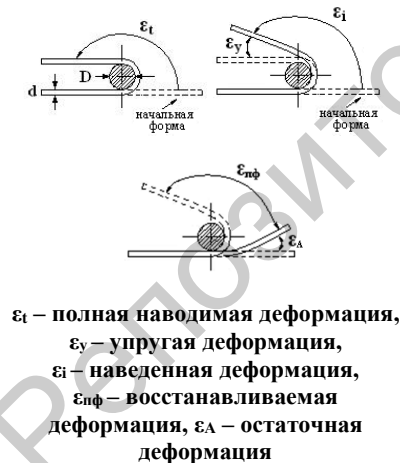 εt
D
d
начальная
форма
εi
εy
начальная
форма
εпф
εA
εt – полная наводимая деформация,
εy – упругая деформация,
εi – наведенная деформация,
εпф – восстанавливаемая
деформация, εA – остаточная
деформация